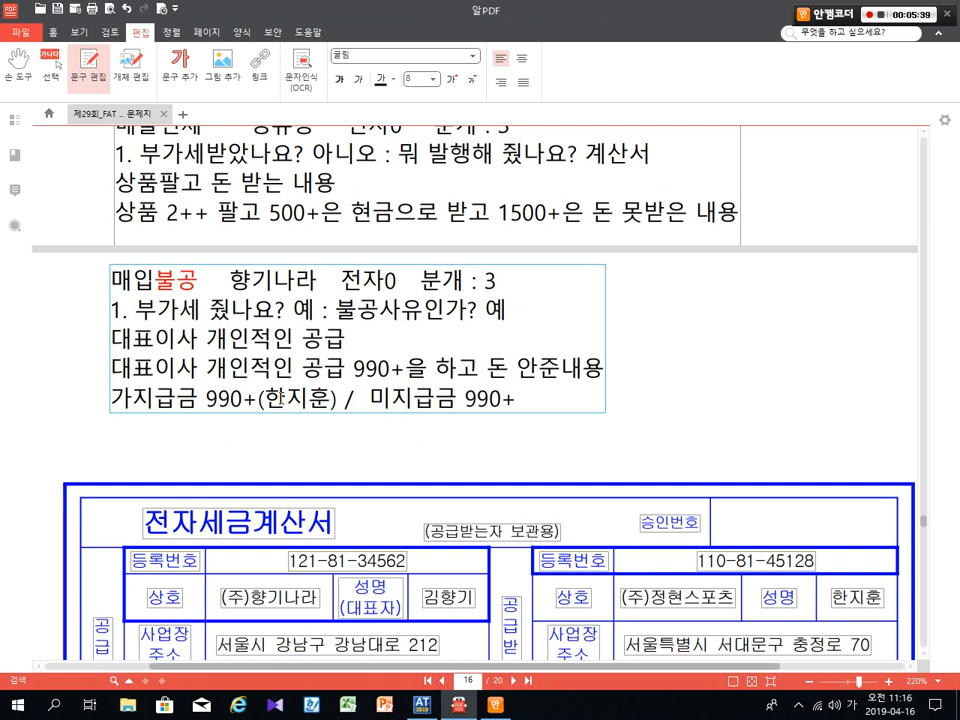 알PDF
안캠코더 00:05:39
파일 홈 보기 검토 편집 정렬 페이지 양식 보안 도움말
무엇을 하고 싶으세요?
손 도구 선택 문구 편집 개체 편집 문구 추가 그림 추가 링크 문자인식 (OCR)
굴림
가 가 가 8 가 가
제29회_FAT ... 문제지
1. 부가세받았나요? 아니오 : 뭐 발행해 줬나요? 계산서
상품팔고 돈 받는 내용
상품 2++ 팔고 500+은 현금으로 받고 1500+은 돈 못받은 내용
매입불공 향기나라 전자0 분개 : 3
1. 부가세 줬나요? 예 : 불공사유인가? 예
대표이사 개인적인 공급
대표이사 개인적인 공급 990+을 하고 돈 안준내용
가지급금 990+(한지훈) / 미지급금 990+
전자세금계산서 (공급받는자 보관용) 승인번호
등록번호 121-81-34562 등록번호 110-81-45128
상호 (주)향기나라 성명 (대표자) 김향기 상호 (주)정현스포츠 성명 한지훈
공급 사업장 주소 서울시 강남구 강남대로 212 공급받 사업장 주소 서울특별시 서대문구 충정로 70
검색 16 / 20 220%
오전 11:16
2019-04-16